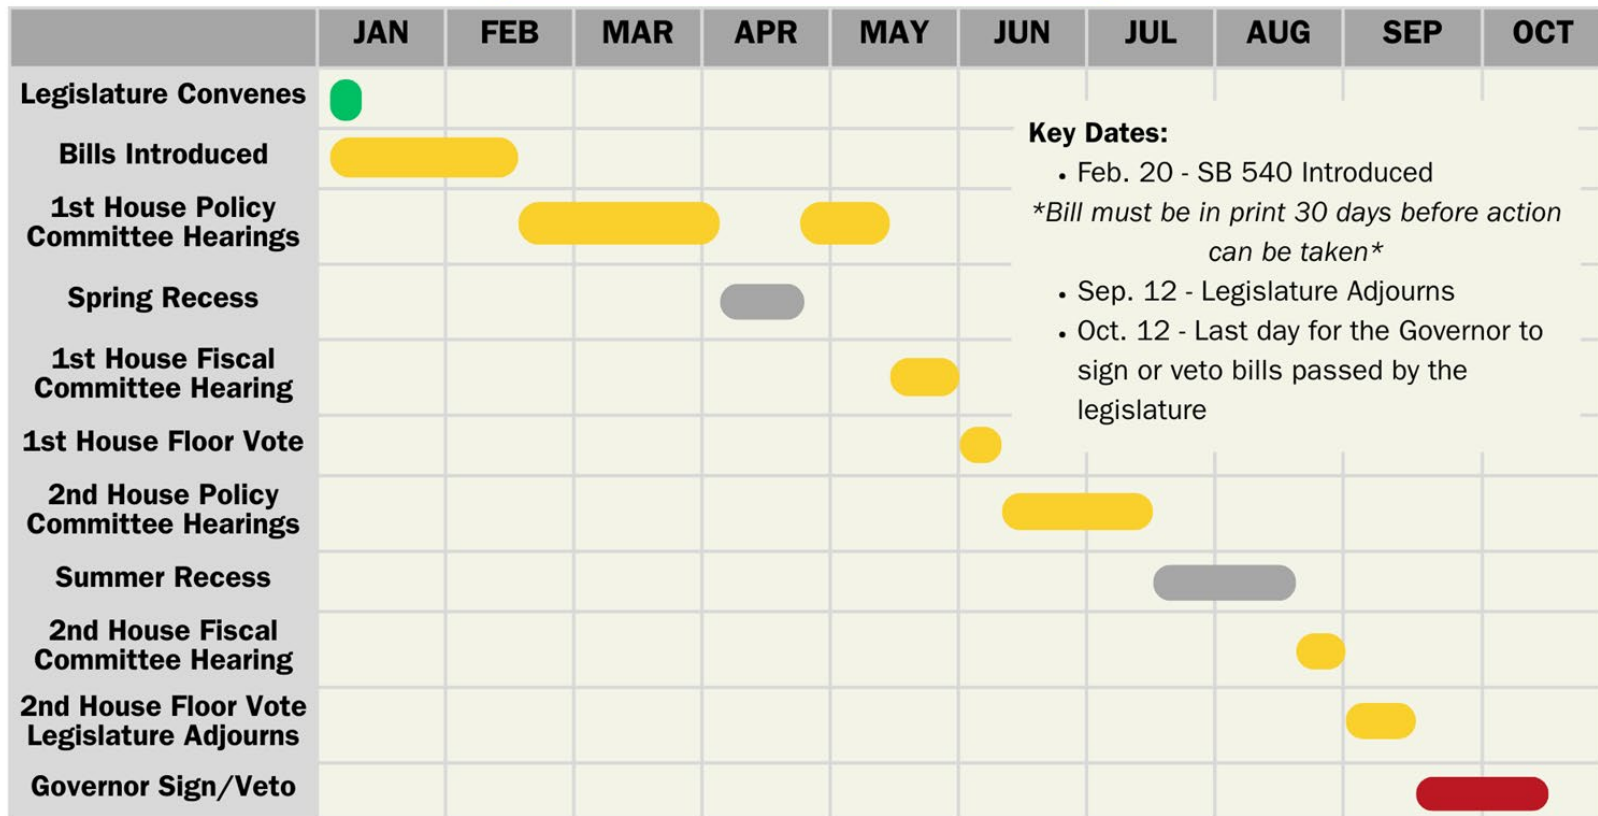 JAN FEB MAR APR MAY JUN JUL AUG SEP OCT
Legislature Convenes
Bills Introduced
1st House Policy
Committee Hearings
Spring Recess
1st House Fiscal
Committee Hearing
1st House Floor Vote
2nd House Policy
Committee Hearings
Summer Recess
2nd House Fiscal
Committee Hearing
2nd House Floor Vote
Legislature Adjourns
Governor Sign/Veto
Key Dates:
• Feb. 20 - SB 540 Introduced
*Bill must be in print 30 days before action
can be taken*
• Sep. 12 - Legislature Adjourns
• Oct. 12 - Last day for the Governor to
sign or veto bills passed by the
legislature